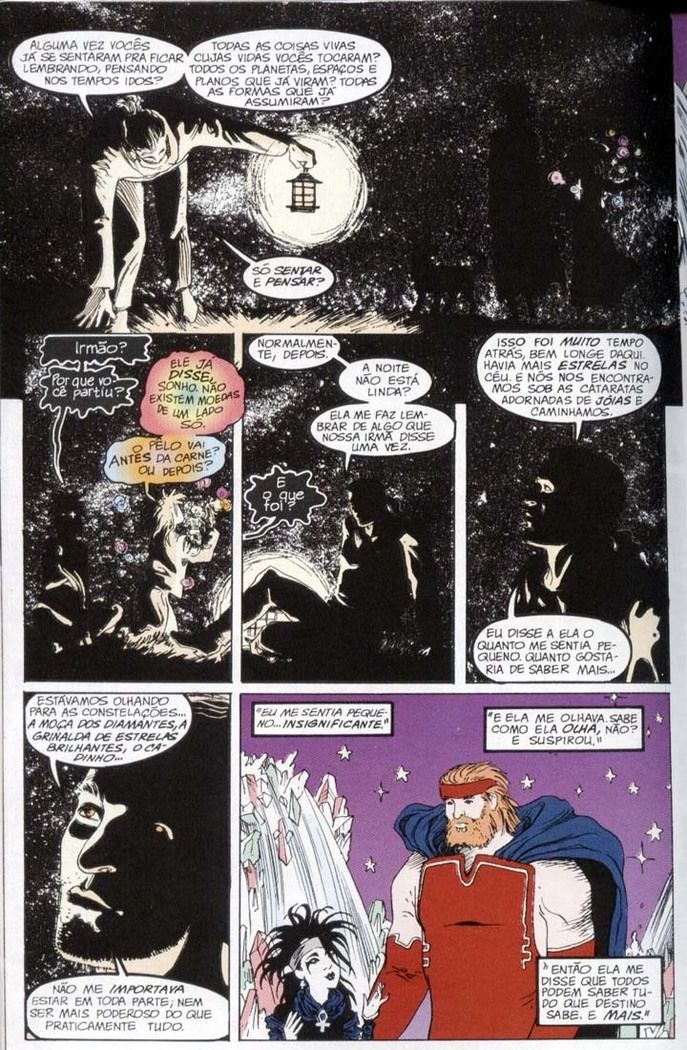 ALGUMA VEZ VOCÊS
JÁ SE SENTARAM PRA FICAR
LEMBRANDO, PENSANDO
NOS TEMPOS IDOS?
TODAS AS COISAS VIVAS
CUJAS VIDAS VOCÊS TOCARAM?
TODOS OS PLANETAS, ESPAÇOS E
PLANOS QUE JÁ VIRAM? TODAS
AS FORMAS QUE JÁ
ASSUMIRAM?
SÓ SENTAR
E PENSAR?
Irmão?
Por que vo-
cê partiu?
ELE JÁ
DISSE,
SONHO. NÃO
EXISTEM MOEDAS
DE UM LADO
SÓ.
O PÊLO VAI
ANTES DA CARNE?
OU DEPOIS?
NORMALMEN-
TE, DEPOIS.
A NOITE
NÃO ESTÁ
LINDA?
ELA ME FAZ LEM-
BRAR DE ALGO QUE
NOSSA IRMÃ DISSE
UMA VEZ.
E
o que
foi?
ISSO FOI MUITO TEMPO
ATRÁS, BEM LONGE DAQUI.
HAVIA MAIS ESTRELAS NO
CÉU. E NÓS NOS ENCONTRA-
MOS SOB AS CATARATAS
ADORNADAS DE JÓIAS E
CAMINHAMOS.
EU DISSE A ELA O
QUANTO ME SENTIA PE-
QUENO. QUANTO GOSTA-
RIA DE SABER MAIS...
ESTÁVAMOS OLHANDO
PARA AS CONSTELAÇÕES...
A MOÇA DOS DIAMANTES, A
GRINALDA DE ESTRELAS
BRILHANTES, O CA-
DINHO...
NÃO ME IMPORTAVA
ESTAR EM TODA PARTE; NEM
SER MAIS PODEROSO DO QUE
PRATICAMENTE TUDO.
"EU ME SENTIA PEQUE-
NO... INSIGNIFICANTE."
"E ELA ME OLHAVA. SABE
COMO ELA OLHA, NÃO?
E SUSPIROU."
"ENTÃO ELA ME
DISSE QUE TODOS
PODEM SABER TU-
DO QUE DESTINO
SABE. E MAIS."